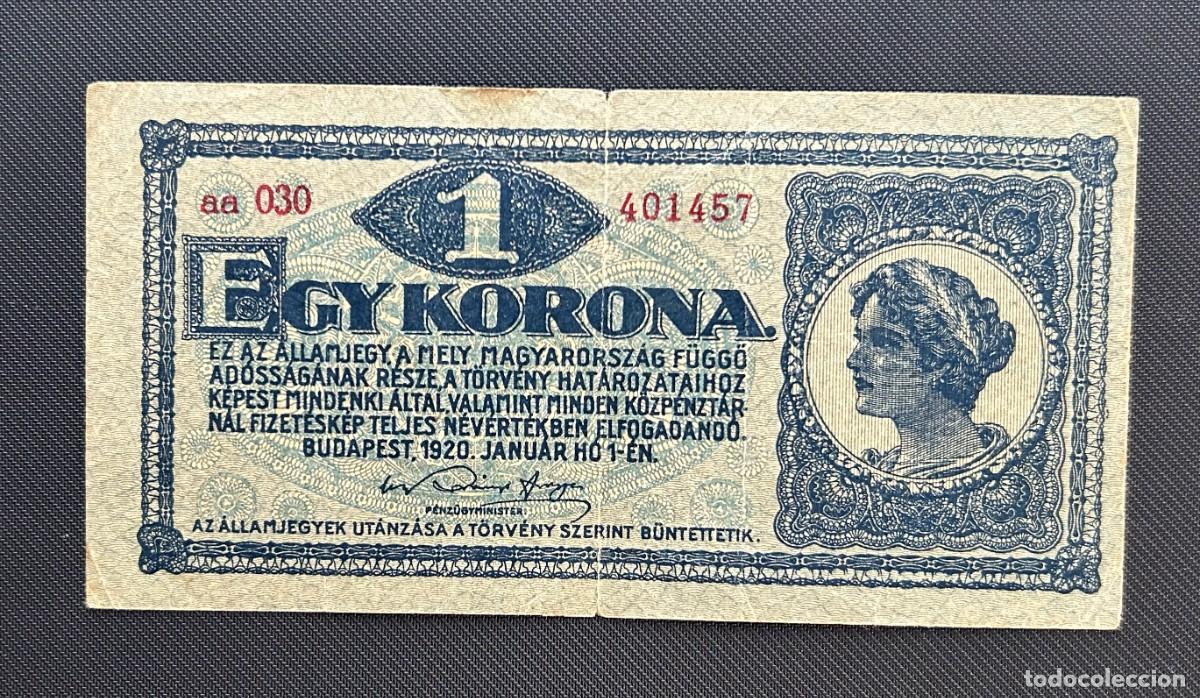 aa 030
1
401457
EGY KORONA.
EZ AZ ÁLLAMJEGY, A MELY MAGYARORSZÁG FÜGGŐ
ADÓSSÁGÁNAK RÉSZE, A TÖRVÉNY HATÁROZATAIHOZ
KÉPEST MINDENKI ÁLTAL, VALAMINT MINDEN KÖZPÉNZTÁR-
NÁL FIZETÉSKÉP TELJES NÉVÉRTÉKBEN ELFOGADANDÓ.
BUDAPEST, 1920. JANUÁR HÓ 1-ÉN.
PÉNZÜGYMINISTER.
AZ ÁLLAMJEGYEK UTÁNZÁSA A TÖRVÉNY SZERINT BÜNTETTETIK.
todocoleccion